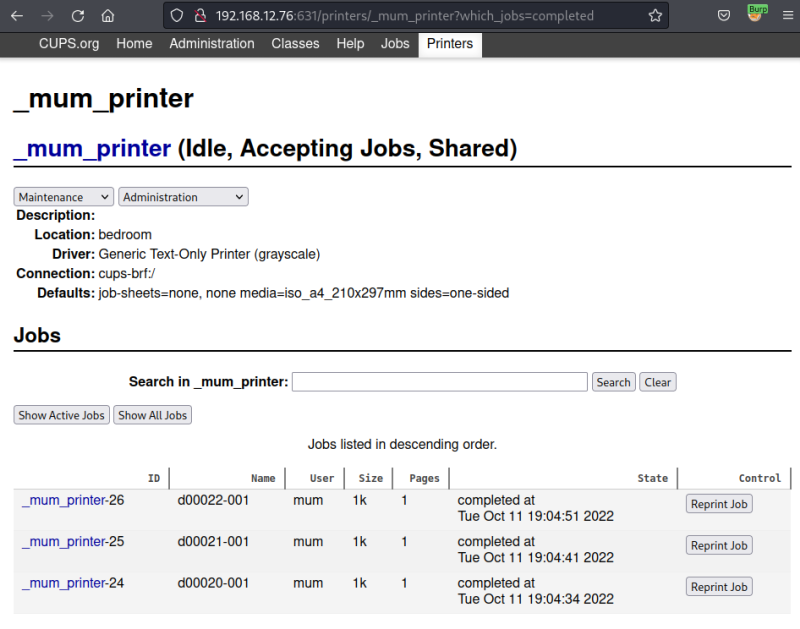 192.168.12.76:631/printers/_mum_printer?which_jobs=completed
Burp
CUPS.org Home Administration Classes Help Jobs Printers
_mum_printer
_mum_printer (Idle, Accepting Jobs, Shared)
Maintenance Administration
Description:
Location: bedroom
Driver: Generic Text-Only Printer (grayscale)
Connection: cups-brf:/
Defaults: job-sheets=none, none media=iso_a4_210x297mm sides=one-sided
Jobs
Search in _mum_printer: Search Clear
Show Active Jobs Show All Jobs
Jobs listed in descending order.
ID Name User Size Pages State Control
_mum_printer-26 d00022-001 mum 1k 1 completed at Reprint Job
Tue Oct 11 19:04:51 2022
_mum_printer-25 d00021-001 mum 1k 1 completed at Reprint Job
Tue Oct 11 19:04:41 2022
_mum_printer-24 d00020-001 mum 1k 1 completed at Reprint Job
Tue Oct 11 19:04:34 2022